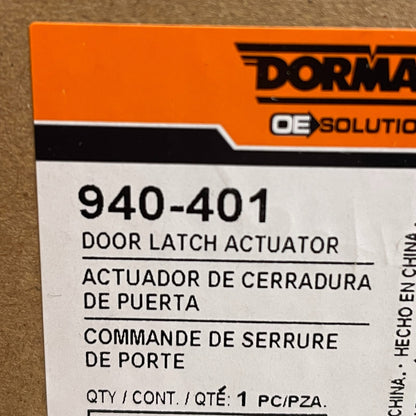 DORMA
OE SOLUTIO
940-401
DOOR LATCH ACTUATOR
ACTUADOR DE CERRADURA
DE PUERTA
COMMANDE DE SERRURE
DE PORTE
QTY / CONT. / QTÉ: 1 PC/PZA.
CHINA. · HECHO EN CHINA.